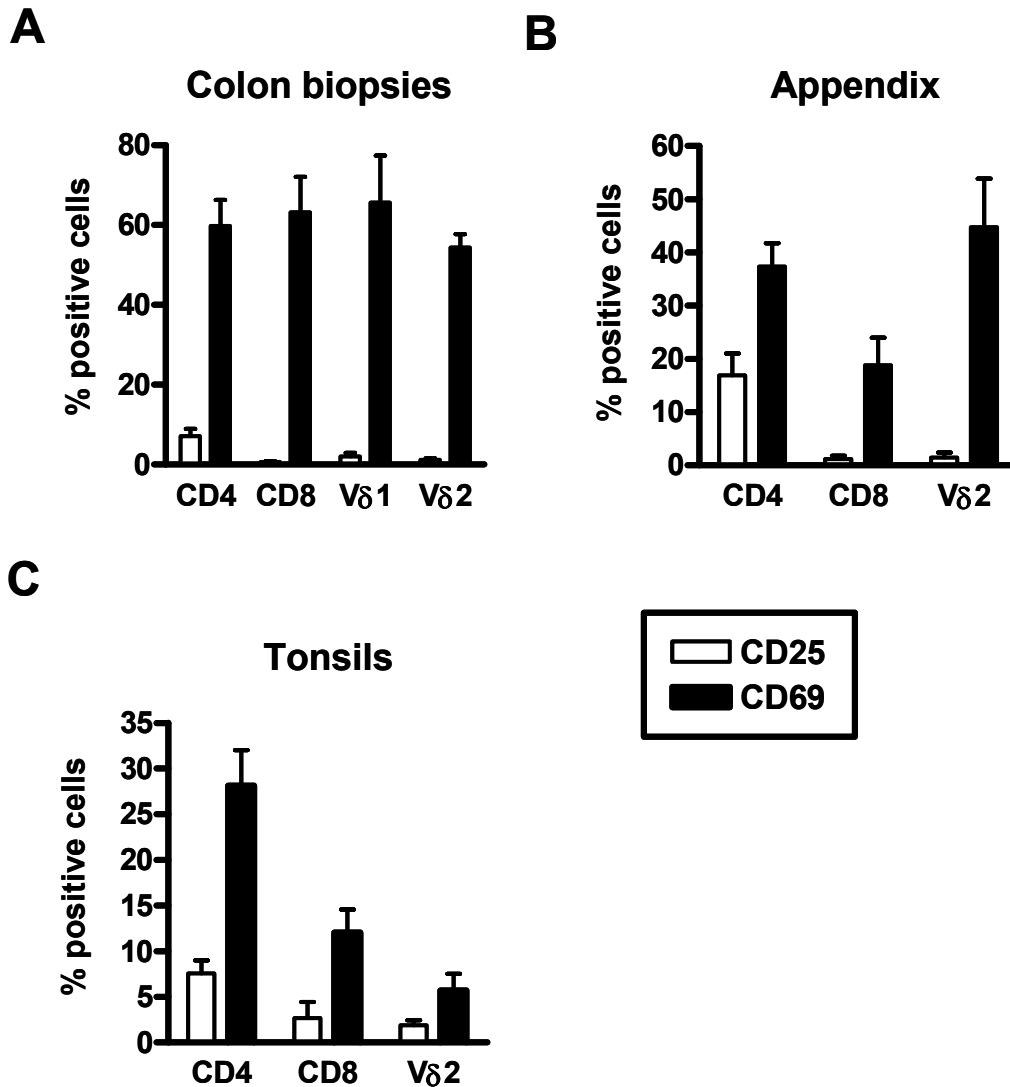 A
Colon biopsies
% positive cells
80
60
40
20
0
CD4 CD8 Vδ1 Vδ2
B
Appendix
% positive cells
60
50
40
30
20
10
0
CD4 CD8 Vδ2
C
Tonsils
% positive cells
35
30
25
20
15
10
5
0
CD4 CD8 Vδ2
CD25
CD69